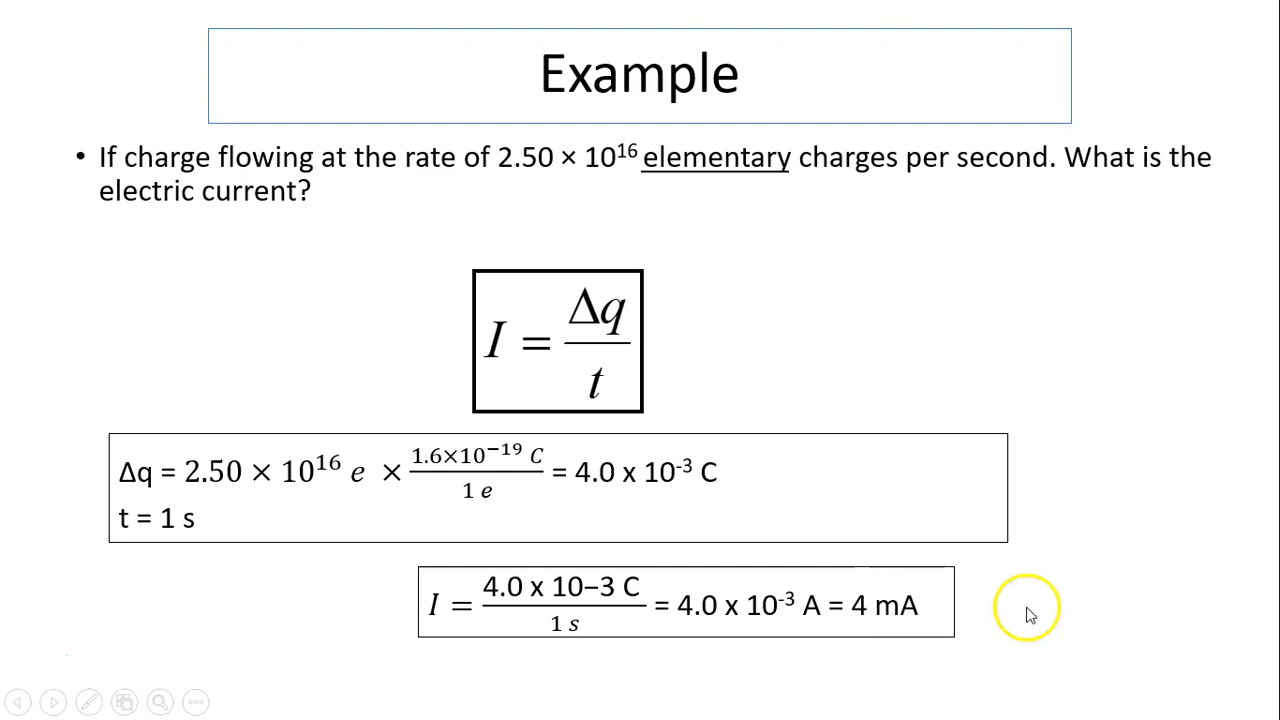 Example
• If charge flowing at the rate of 2.50 × 10¹⁶ elementary charges per second. What is the
electric current?
I = Δq / t
Δq = 2.50 × 10¹⁶ e × 1.6×10⁻¹⁹ C / 1 e = 4.0 x 10⁻³ C
t = 1 s
I = 4.0 x 10−3 C / 1 s = 4.0 x 10⁻³ A = 4 mA